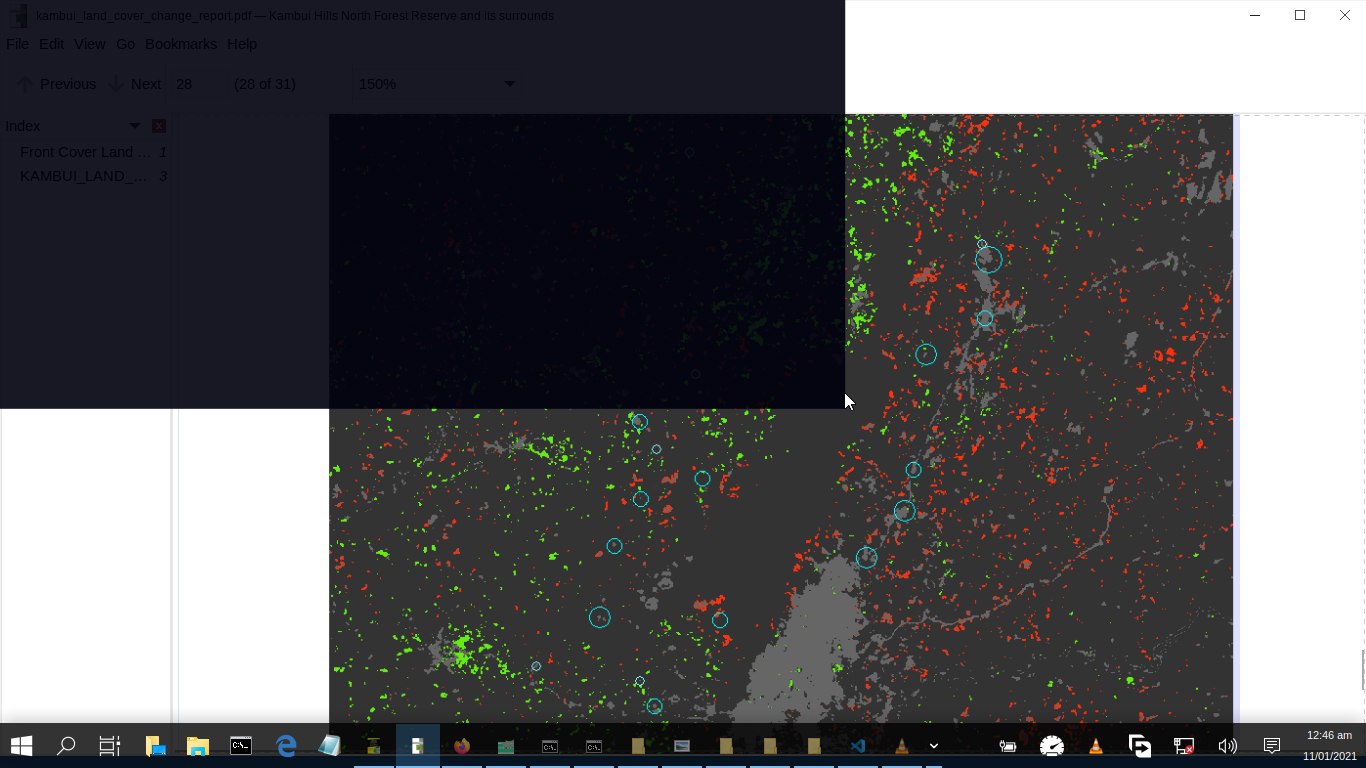 kambui_land_cover_change_report.pdf — Kambui Hills North Forest Reserve and its surrounds
File Edit View Go Bookmarks Help
Previous Next 28 (28 of 31) 150%
Index
Front Cover Land ... 1
KAMBUI_LAND_... 3
12:46 am
11/01/2021